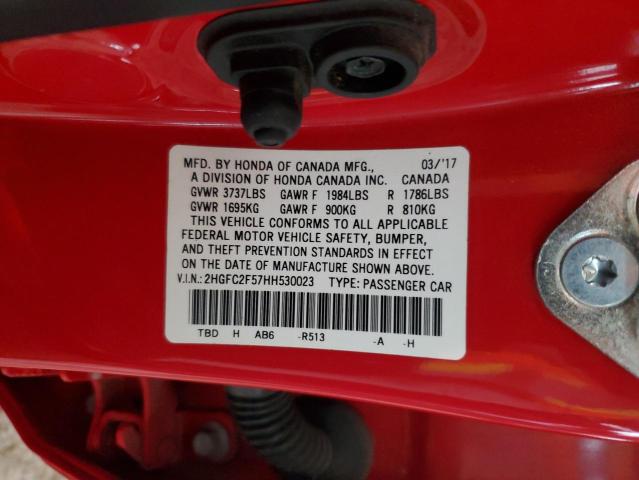 MFD. BY HONDA OF CANADA MFG., 03/'17
A DIVISION OF HONDA CANADA INC. CANADA
GVWR 3737LBS GAWR F 1984LBS R 1786LBS
GVWR 1695KG GAWR F 900KG R 810KG
THIS VEHICLE CONFORMS TO ALL APPLICABLE
FEDERAL MOTOR VEHICLE SAFETY, BUMPER,
AND THEFT PREVENTION STANDARDS IN EFFECT
ON THE DATE OF MANUFACTURE SHOWN ABOVE.
V.I.N.: 2HGFC2F57HH530023 TYPE: PASSENGER CAR
TBD H AB6 -R513 -A -H